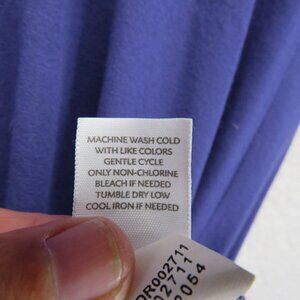 MACHINE WASH COLD
WITH LIKE COLORS
GENTLE CYCLE
ONLY NON-CHLORINE
BLEACH IF NEEDED
TUMBLE DRY LOW
COOL IRON IF NEEDED